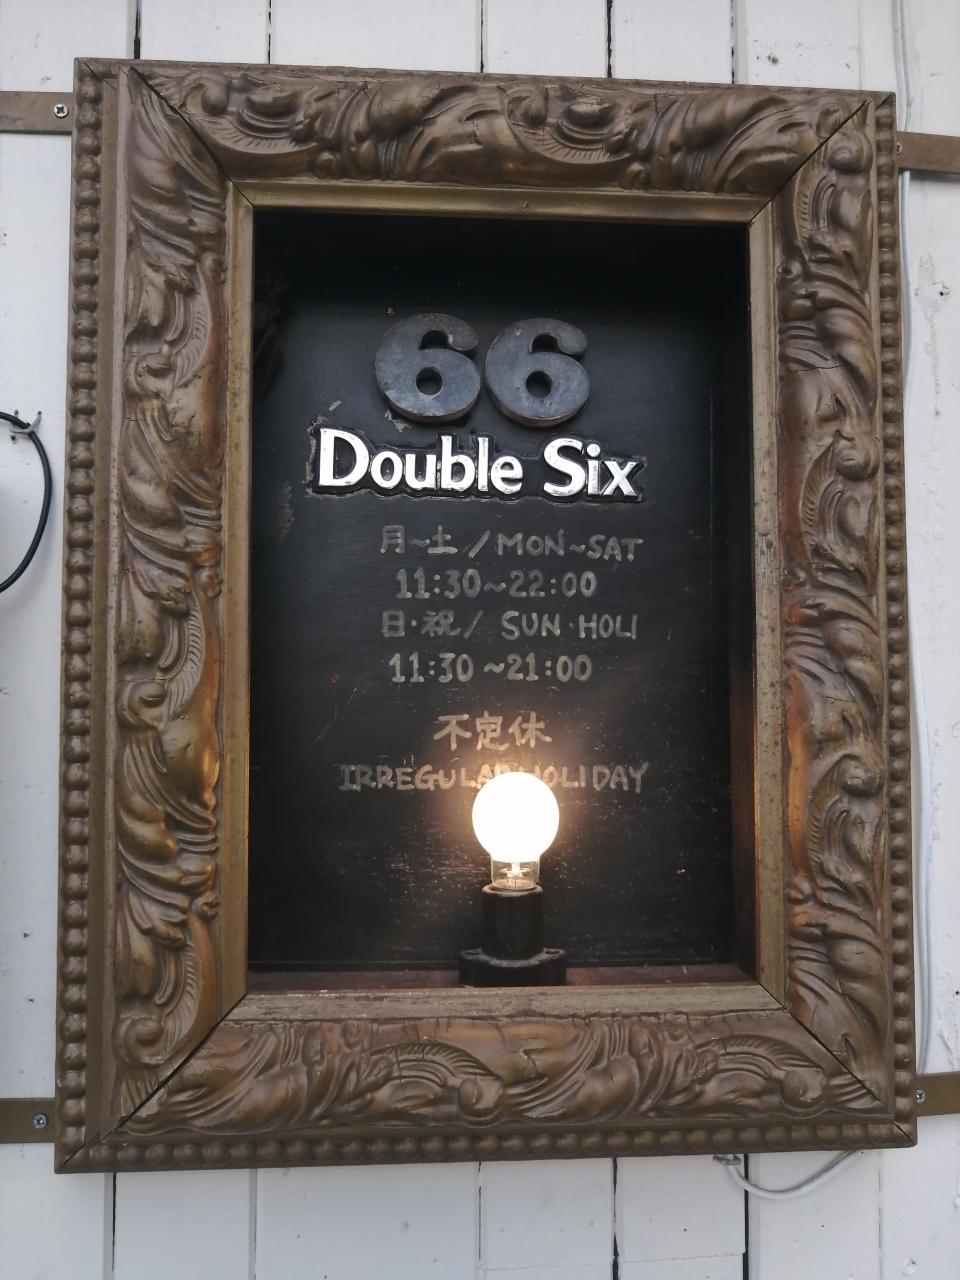 66
Double Six
月~土/MON~SAT
11:30~22:00
日·祝/ SUN·HOLI
11:30~21:00
不定休
IRREGULAR HOLIDAY